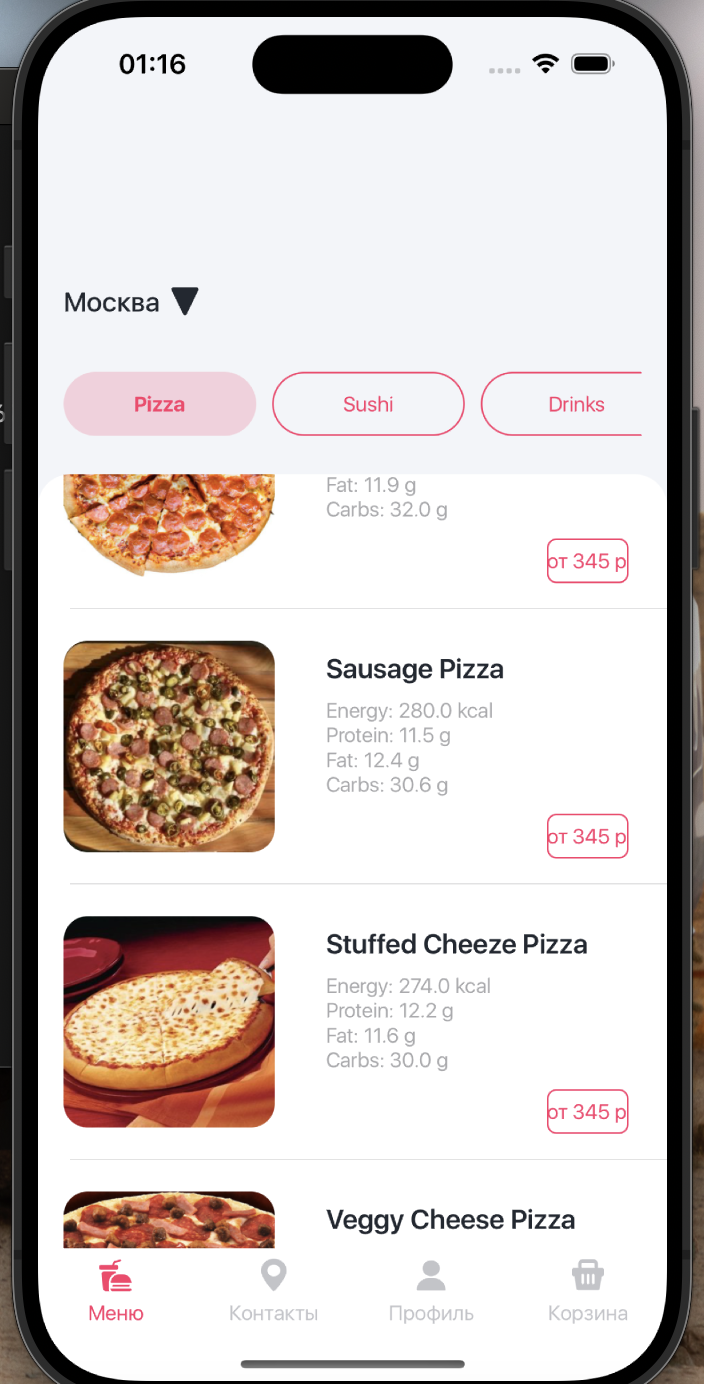 01:16
Москва
Pizza
Sushi
Drinks
Fat: 11.9 g
Carbs: 32.0 g
от 345 р
Sausage Pizza
Energy: 280.0 kcal
Protein: 11.5 g
Fat: 12.4 g
Carbs: 30.6 g
от 345 р
Stuffed Cheeze Pizza
Energy: 274.0 kcal
Protein: 12.2 g
Fat: 11.6 g
Carbs: 30.0 g
от 345 р
Veggy Cheese Pizza
Меню
Контакты
Профиль
Корзина